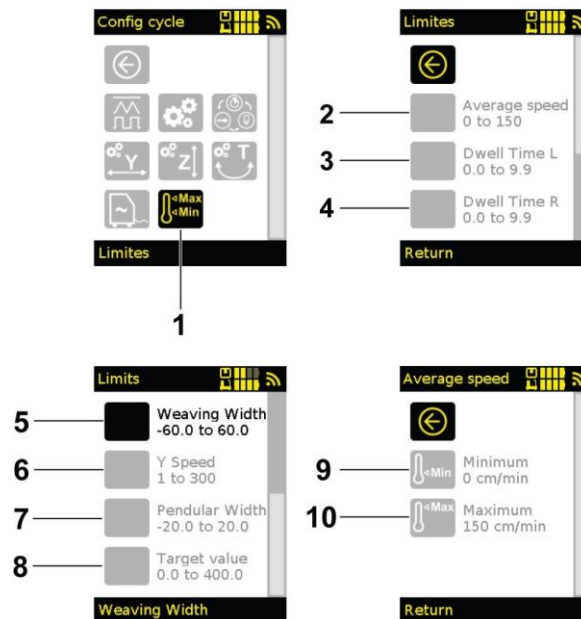 Config cycle
Y
Z
T
~
Max
Min
Limites
1
Limites
2
Average speed
0 to 150
3
Dwell Time L
0.0 to 9.9
4
Dwell Time R
0.0 to 9.9
Return
Limits
5
Weaving Width
-60.0 to 60.0
6
Y Speed
1 to 300
7
Pendular Width
-20.0 to 20.0
8
Target value
0.0 to 400.0
Weaving Width
Average speed
9
Min
Minimum
0 cm/min
10
Max
Maximum
150 cm/min
Return